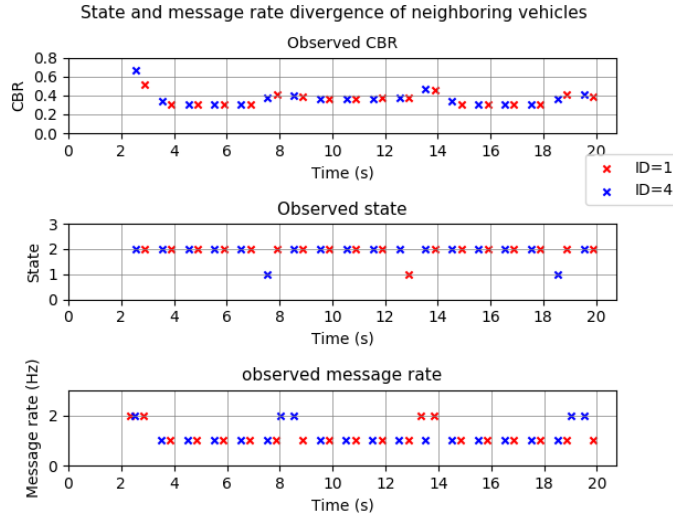 State and message rate divergence of neighboring vehicles
Observed CBR
CBR
0.8
0.6
0.4
0.2
0.0
0 2 4 6 8 10 12 14 16 18 20
Time (s)
ID=1
ID=4
Observed state
State
3
2
1
0
0 2 4 6 8 10 12 14 16 18 20
Time (s)
observed message rate
Message rate (Hz)
2
0
0 2 4 6 8 10 12 14 16 18 20
Time (s)